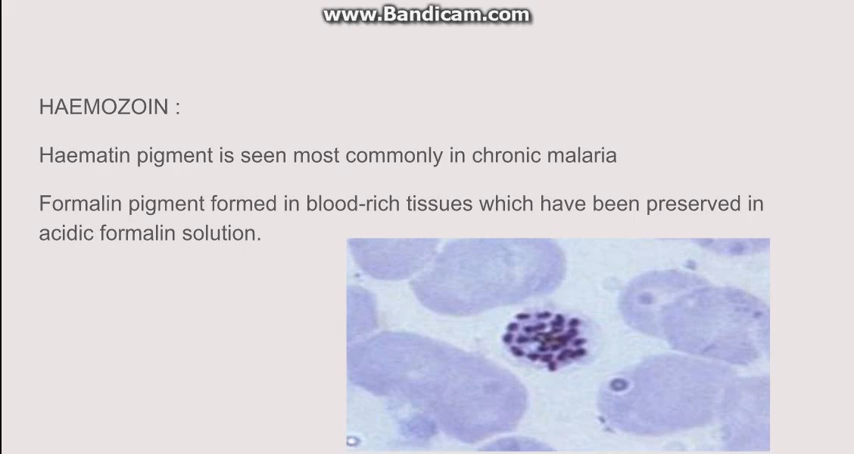 www.Bandicam.com
HAEMOZOIN :
Haematin pigment is seen most commonly in chronic malaria
Formalin pigment formed in blood-rich tissues which have been preserved in
acidic formalin solution.